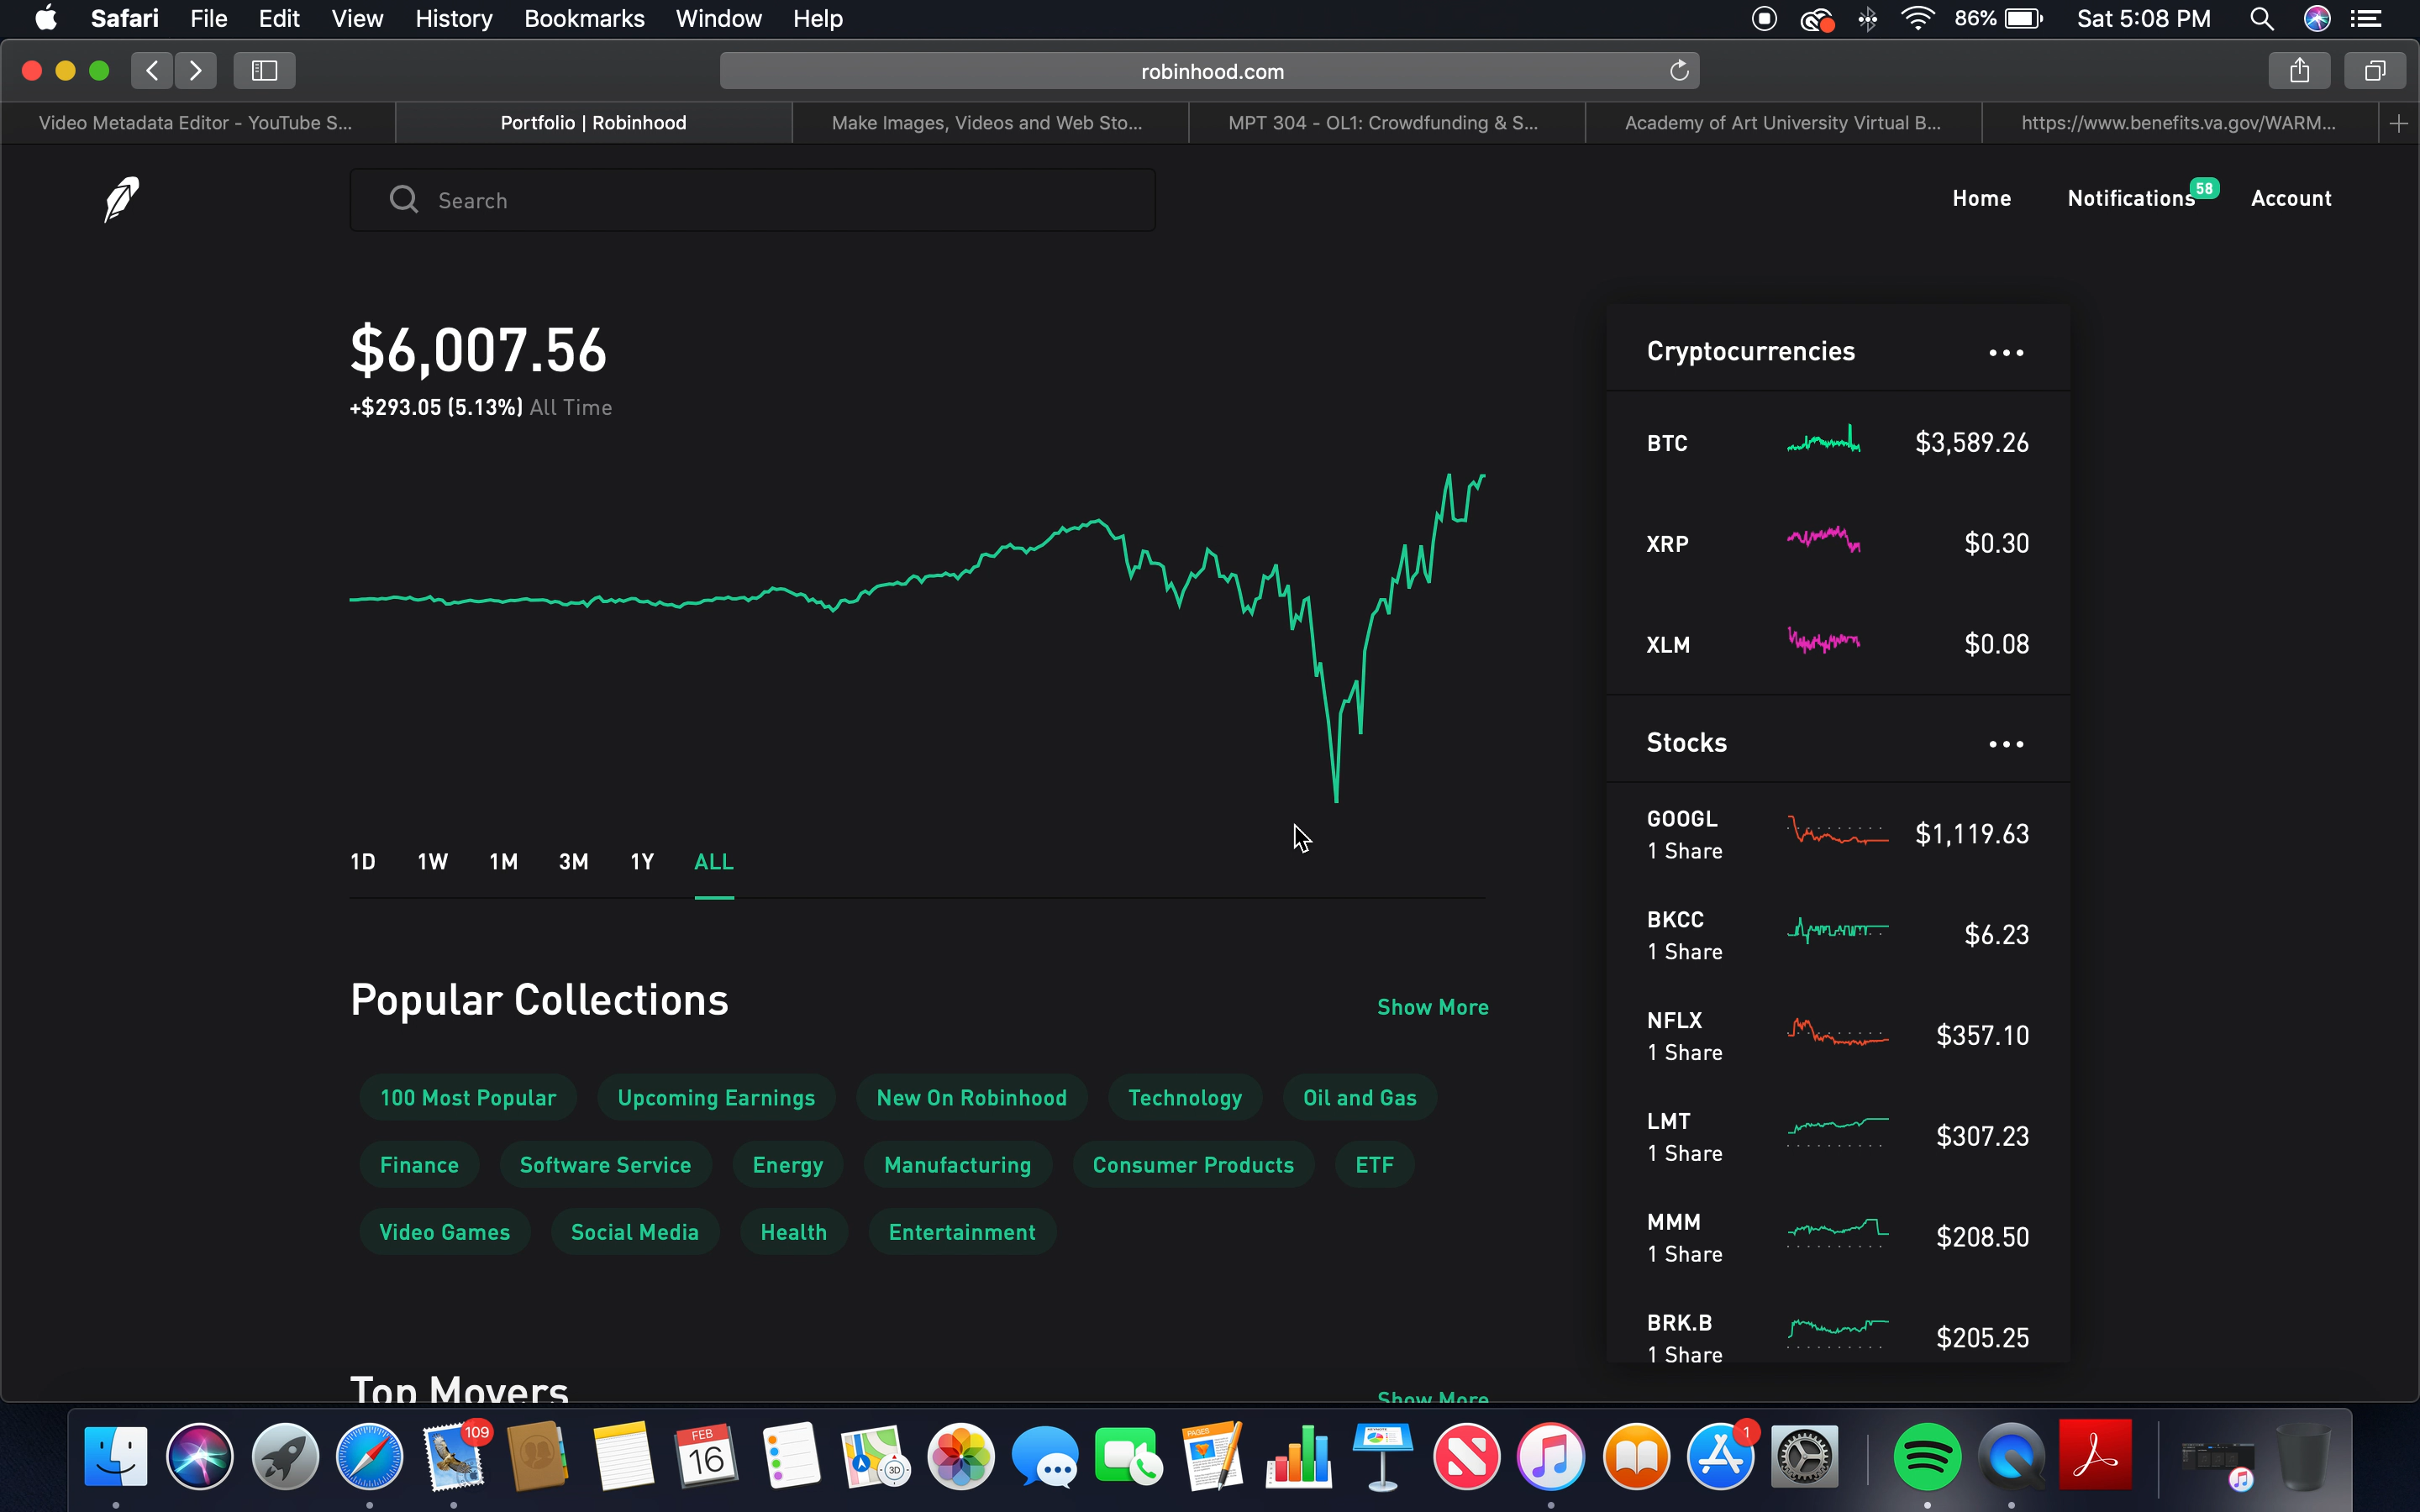 Safari File Edit View History Bookmarks Window Help 86% Sat 5:08 PM
robinhood.com
Video Metadata Editor - YouTube S... Portfolio | Robinhood Make Images, Videos and Web Sto... MPT 304 - OL1: Crowdfunding & S... Academy of Art University Virtual B... https://www.benefits.va.gov/WARM... +
Search Home Notifications 58 Account
$6,007.56
+$293.05 (5.13%) All Time
1D 1W 1M 3M 1Y ALL
Popular Collections Show More
100 Most Popular Upcoming Earnings New On Robinhood Technology Oil and Gas
Finance Software Service Energy Manufacturing Consumer Products ETF
Video Games Social Media Health Entertainment
Top Movers Show More
Cryptocurrencies
BTC $3,589.26
XRP $0.30
XLM $0.08
Stocks
GOOGL $1,119.63
1 Share
BKCC $6.23
1 Share
NFLX $357.10
1 Share
LMT $307.23
1 Share
MMM $208.50
1 Share
BRK.B $205.25
1 Share
109 FEB 16 3D PAGES 1